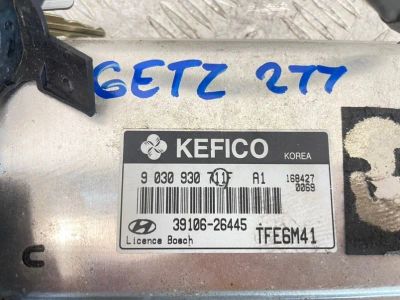 GETZ 277
KEFICO KOREA
9 030 930 711F A1 168427
0069
39106-26445 TFE6M41
Licence Bosch
C